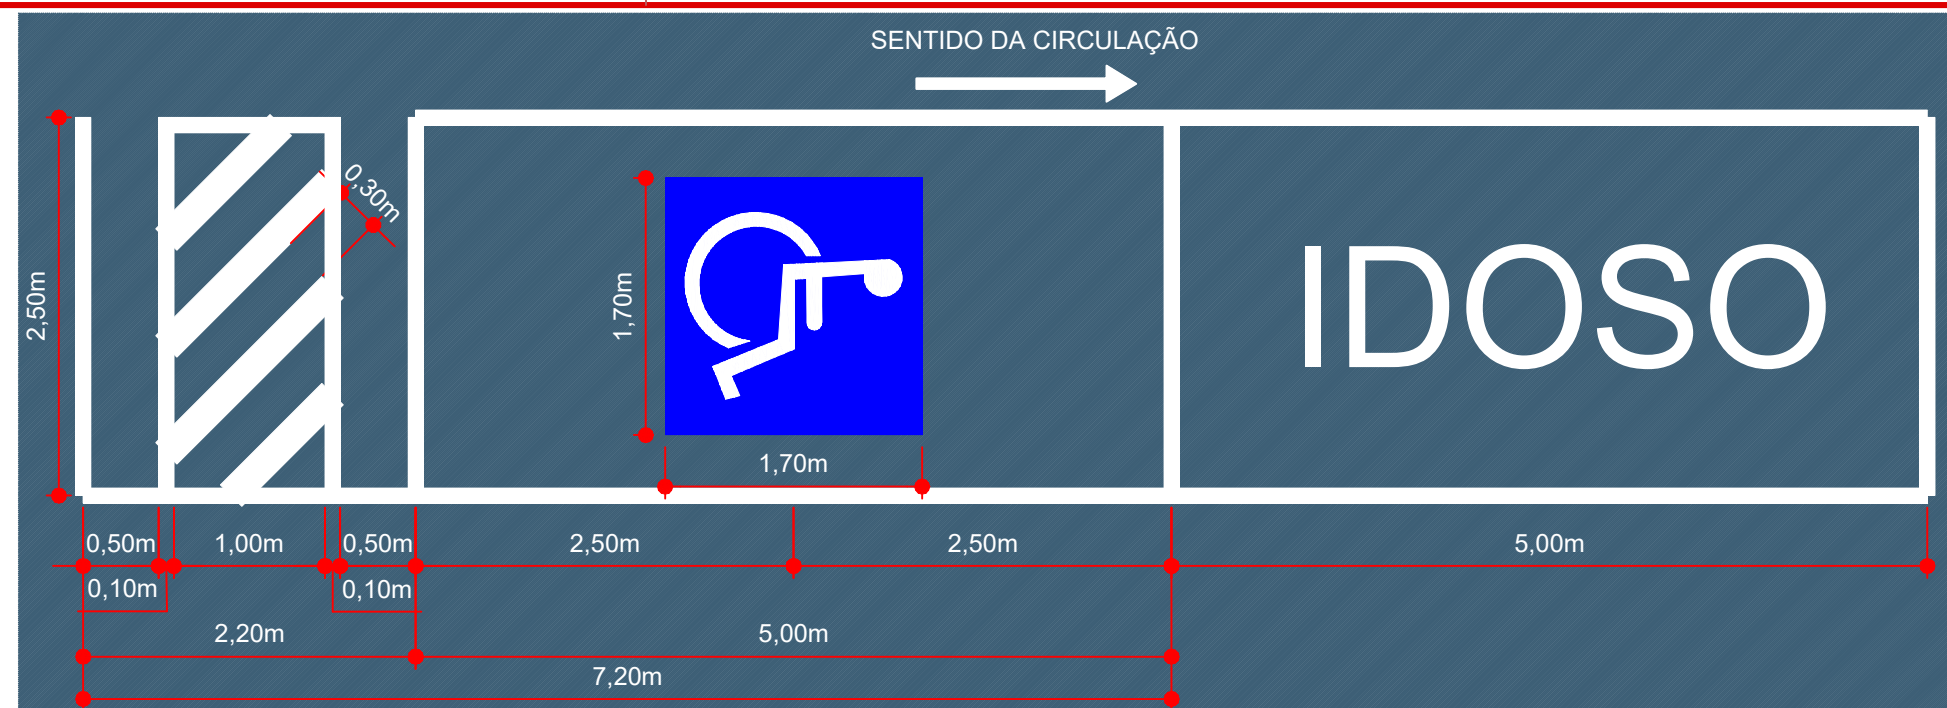 SENTIDO DA CIRCULAÇÃO
0,30m
2,50m
1,70m
IDOSO
1,70m
0,50m 1,00m 0,50m 2,50m 2,50m 5,00m
0,10m 0,10m
2,20m 5,00m
7,20m